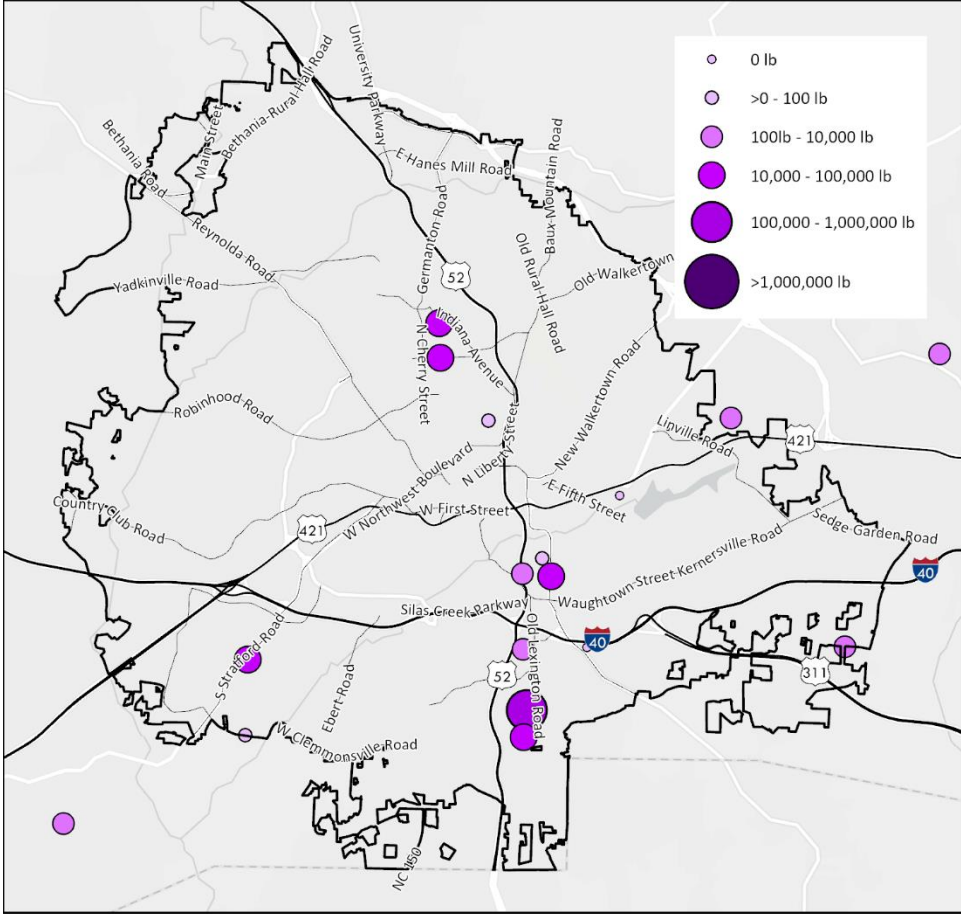 0 lb
>0 - 100 lb
100lb - 10,000 lb
10,000 - 100,000 lb
100,000 - 1,000,000 lb
>1,000,000 lb
University Parkway
Bethania-Rural-Hall Road
Main-Street
Bethania Road
E-Hanes Mill Road
Baux-Mountain Road
Germanton-Road
Reynolda Road
Old Rural-Hall Road
Old-Walkertown
52
Yadkinville Road
Indiana-Avenue
N-Cherry Street
New-Walkertown Road
Robinhood Road
Linville Road
421
N Liberty-Street
W Northwest-Boulevard
E-Fifth Street
W First-Street
Country-Club-Road
421
Sedge Garden Road
Waughtown-Street-Kernersville-Road
40
Silas Creek-Parkway
40
Old-Lexington Road
S-Stratford-Road
Ebert-Road
52
311
W Clemmonsville Road
NC 150